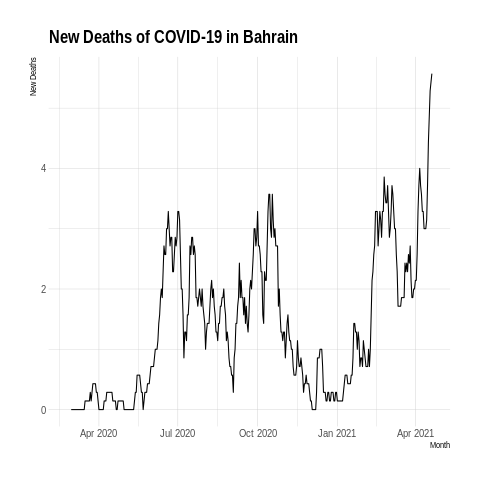 New Deaths of COVID-19 in Bahrain
New Deaths
4
2
0
Apr 2020 Jul 2020 Oct 2020 Jan 2021 Apr 2021
Month